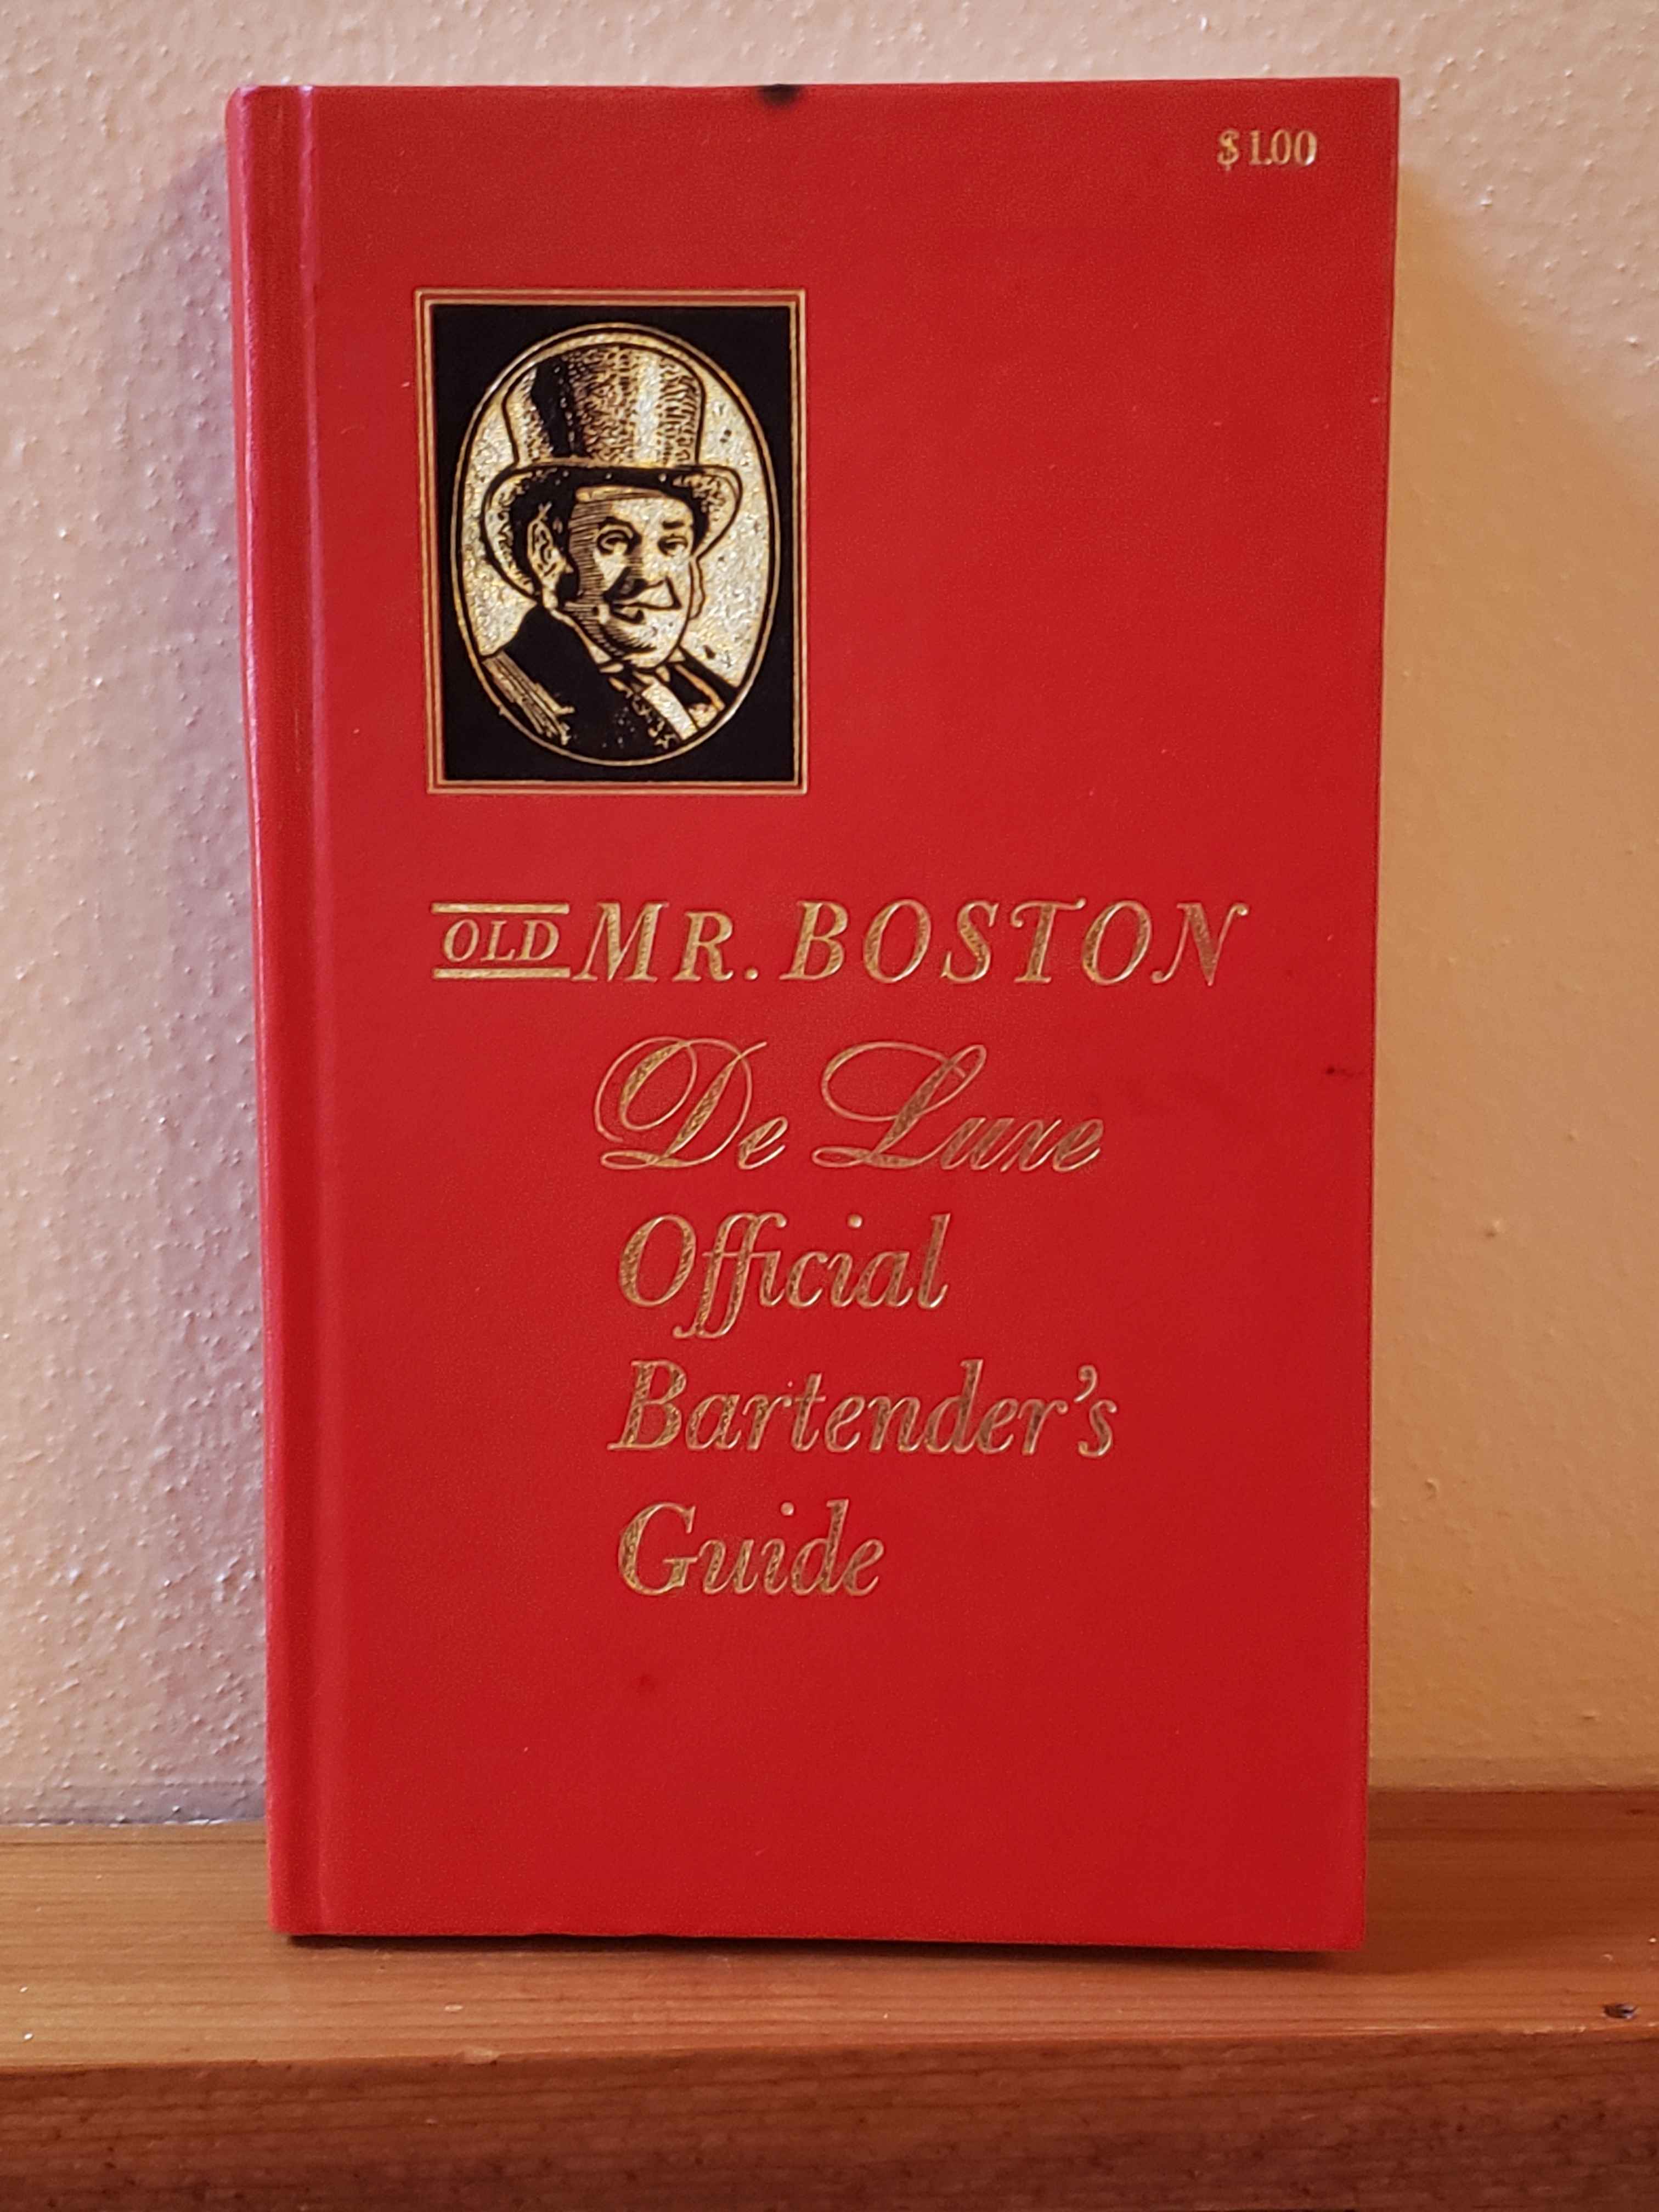 $1.00
OLD MR. BOSTON
De Luxe
Official
Bartender's
Guide